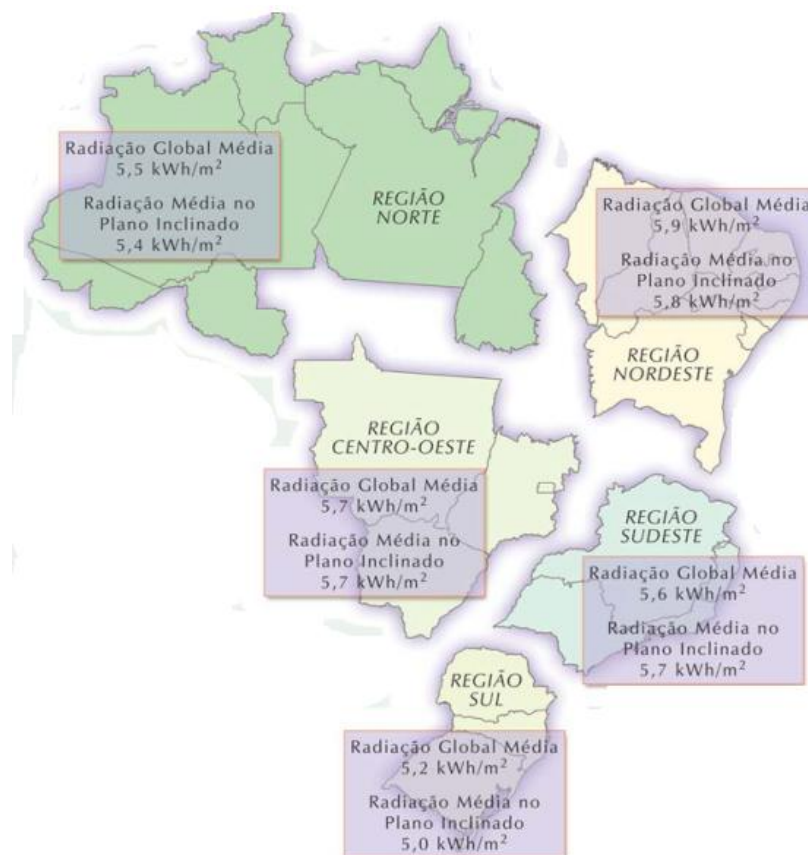 Radiação Global Média
5,5 kWh/m²
Radiação Média no
Plano Inclinado
5,4 kWh/m²
REGIÃO
NORTE
Radiação Global Média
5,9 kWh/m²
Radiação Média no
Plano Inclinado
5,8 kWh/m²
REGIÃO
NORDESTE
REGIÃO
CENTRO-OESTE
Radiação Global Média
5,7 kWh/m²
Radiação Média no
Plano Inclinado
5,7 kWh/m²
REGIÃO
SUDESTE
Radiação Global Média
5,6 kWh/m²
Radiação Média no
Plano Inclinado
5,7 kWh/m²
REGIÃO
SUL
Radiação Global Média
5,2 kWh/m²
Radiação Média no
Plano Inclinado
5,0 kWh/m²